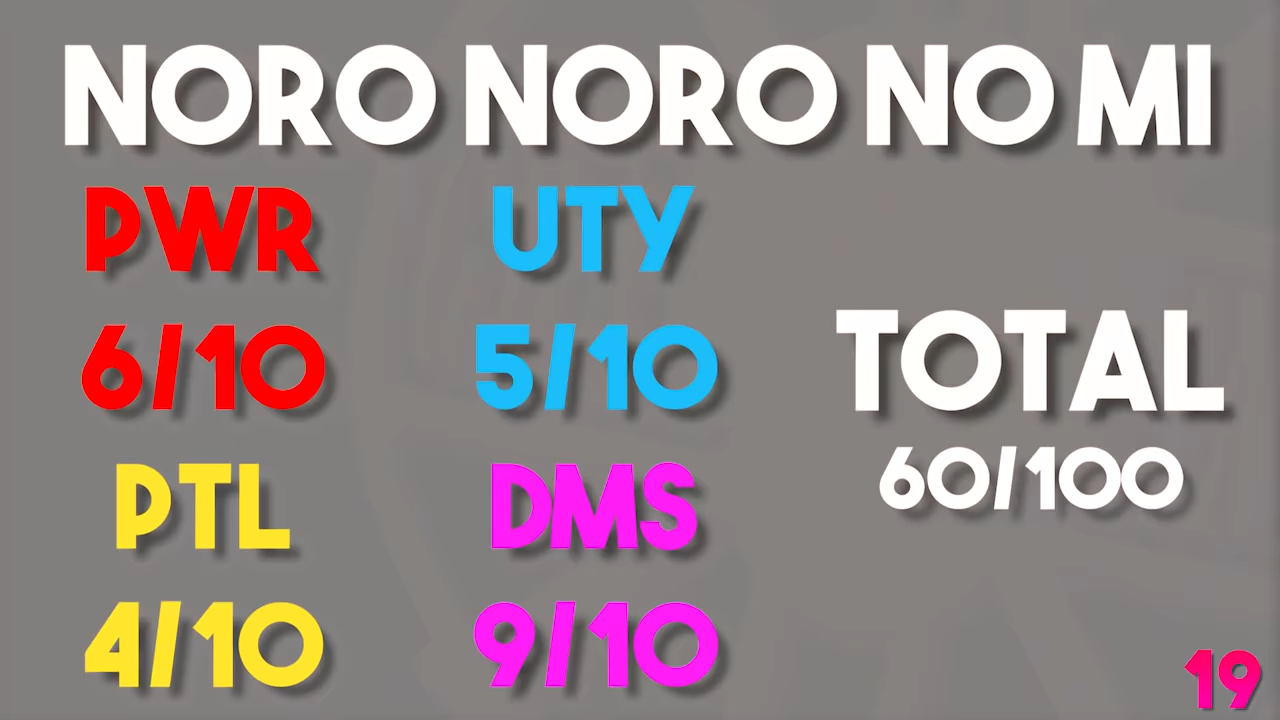 NORO NORO NO MI
PWR
6/10
UTY
5/10
PTL
4/10
DMS
9/10
TOTAL
60/100
19